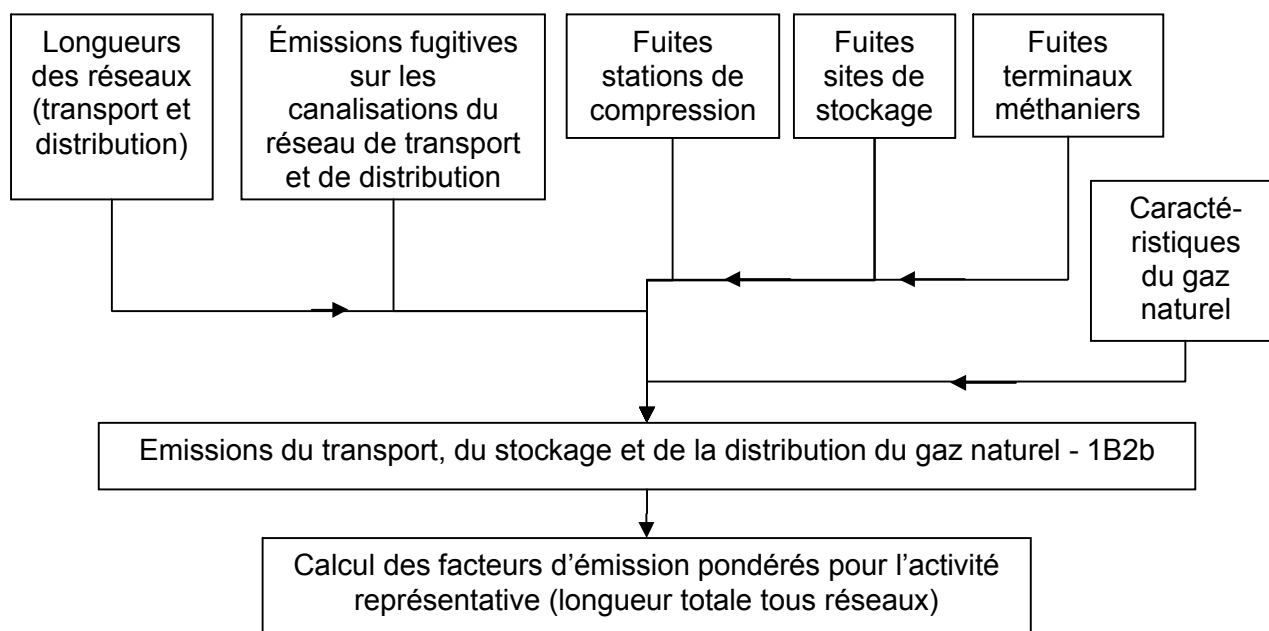 Longueurs
des réseaux
(transport et
distribution)
Émissions fugitives
sur les
canalisations du
réseau de transport
et de distribution
Fuites
stations de
compression
Fuites
sites de
stockage
Fuites
terminaux
méthaniers
Caracté-
ristiques
du gaz
naturel
Emissions du transport, du stockage et de la distribution du gaz naturel - 1B2b
Calcul des facteurs d’émission pondérés pour l’activité
représentative (longueur totale tous réseaux)